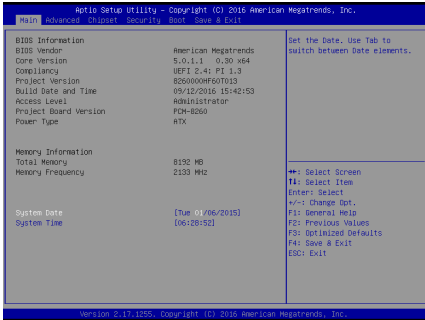 Aptio Setup Utility – Copyright (C) 2016 American Megatrends, Inc.
Main Advanced Chipset Security Boot Save & Exit
BIOS Information
BIOS Vendor American Megatrends
Core Version 5.0.1.1 0.30 x64
Compliancy UEFI 2.4; PI 1.3
Project Version 8260000HF60T013
Build Date and Time 09/12/2016 15:42:53
Access Level Administrator
Project Board Version PCM-8260
Power Type ATX
Memory Information
Total Memory 8192 MB
Memory Frequency 2133 MHz
System Date [Tue 01/06/2015]
System Time [06:28:52]
Set the Date. Use Tab to
switch between Date elements.
→←: Select Screen
↑↓: Select Item
Enter: Select
+/-: Change Opt.
F1: General Help
F2: Previous Values
F3: Optimized Defaults
F4: Save & Exit
ESC: Exit
Version 2.17.1255. Copyright (C) 2016 American Megatrends, Inc.